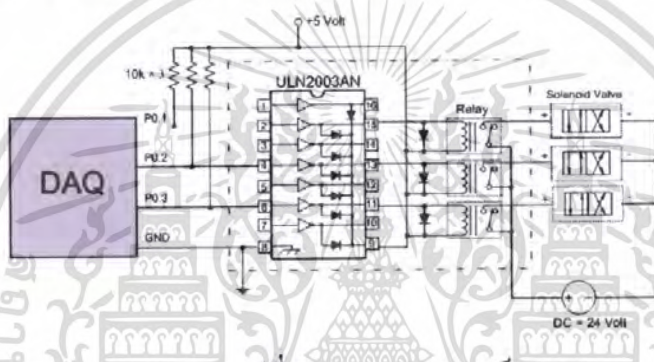 +5 Volt
10k × 3
ULN2003AN
P0.1
P0.2
P0.3
GND
DAQ
1
2
3
4
5
6
7
8
16
15
14
13
12
11
10
9
Relay
Solenoid Valve
DC = 24 Volt